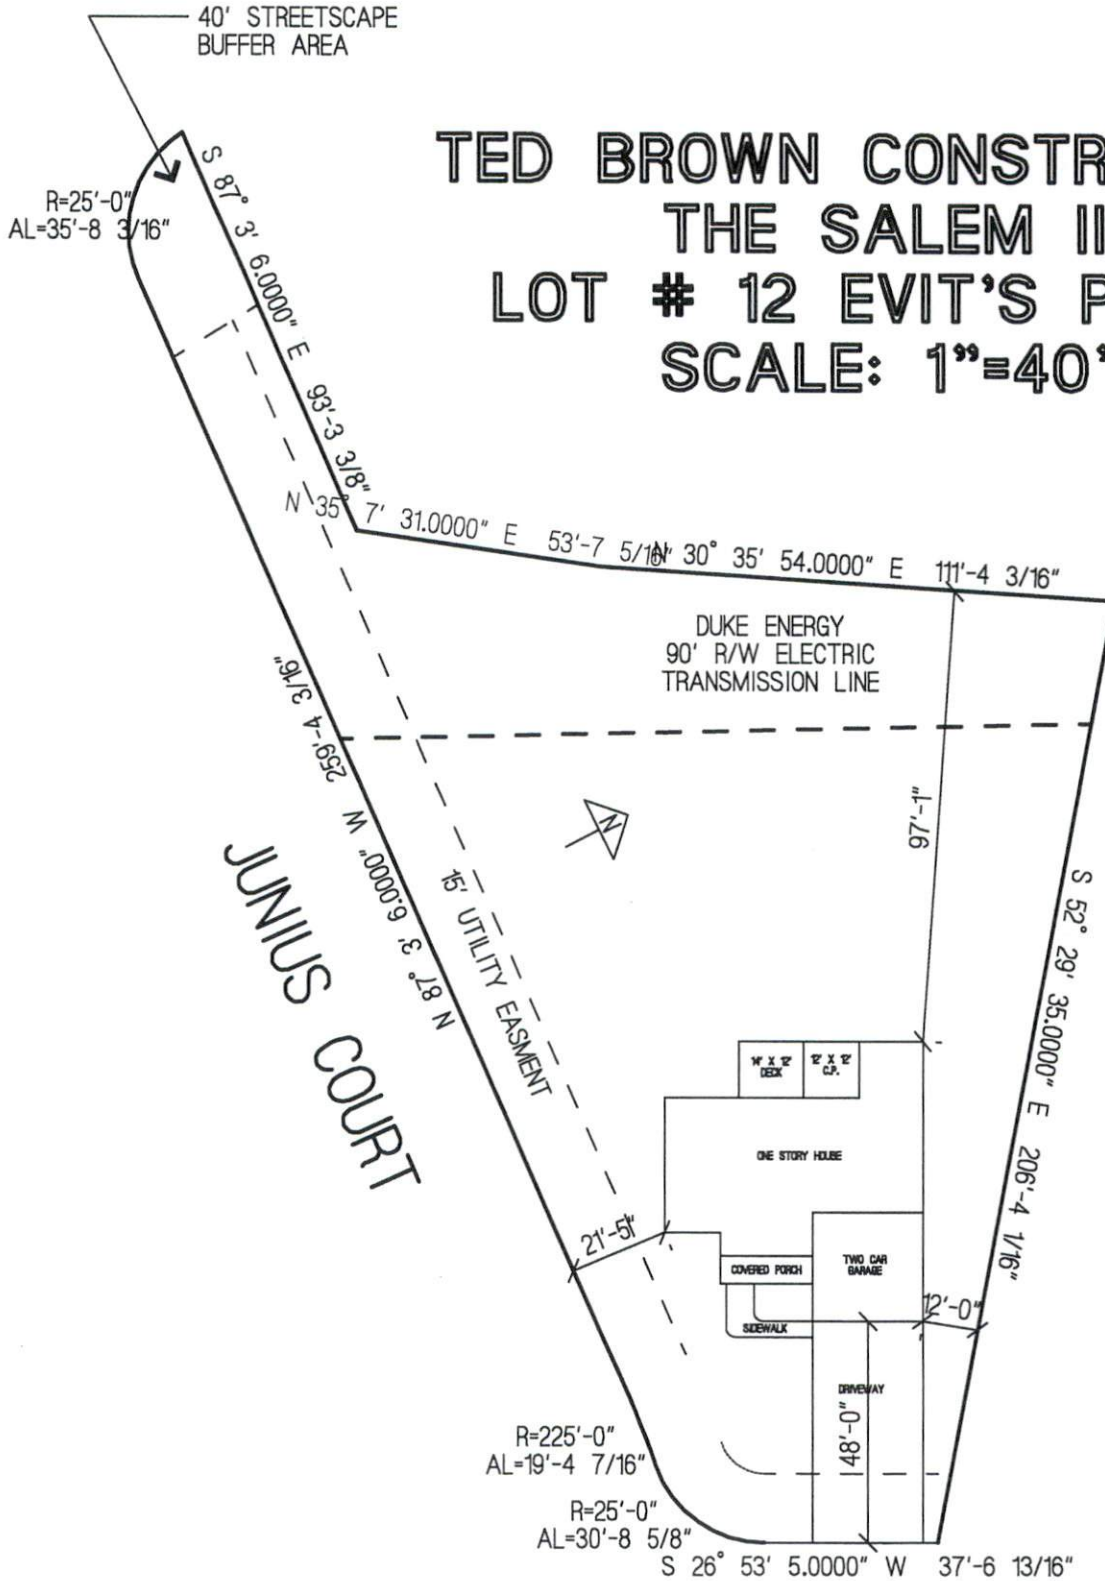 40' STREETSCAPE
BUFFER AREA
TED BROWN CONSTR
THE SALEM II
LOT # 12 EVIT'S P
SCALE: 1"=40'
R=25'-0"
AL=35'-8 3/16"
S 87° 3' 6.0000" E 93'-3 3/8"
N 35° 7' 31.0000" E 53'-7 5/16"
N 30° 35' 54.0000" E 111'-4 3/16"
DUKE ENERGY
90' R/W ELECTRIC
TRANSMISSION LINE
N 87° 3' 6.0000" W 259'-4 3/16"
97'-1"
N
JUNIUS COURT
15' UTILITY EASMENT
S 52° 29' 35.0000" E 206'-4 1/16"
14' X 12'
DECK
12' X 12'
C.P.
ONE STORY HOUSE
21'-5"
COVERED PORCH
TWO CAR
GARAGE
12'-0"
SIDEWALK
DRIVEWAY
48'-0"
R=225'-0"
AL=19'-4 7/16"
R=25'-0"
AL=30'-8 5/8"
S 26° 53' 5.0000" W 37'-6 13/16"